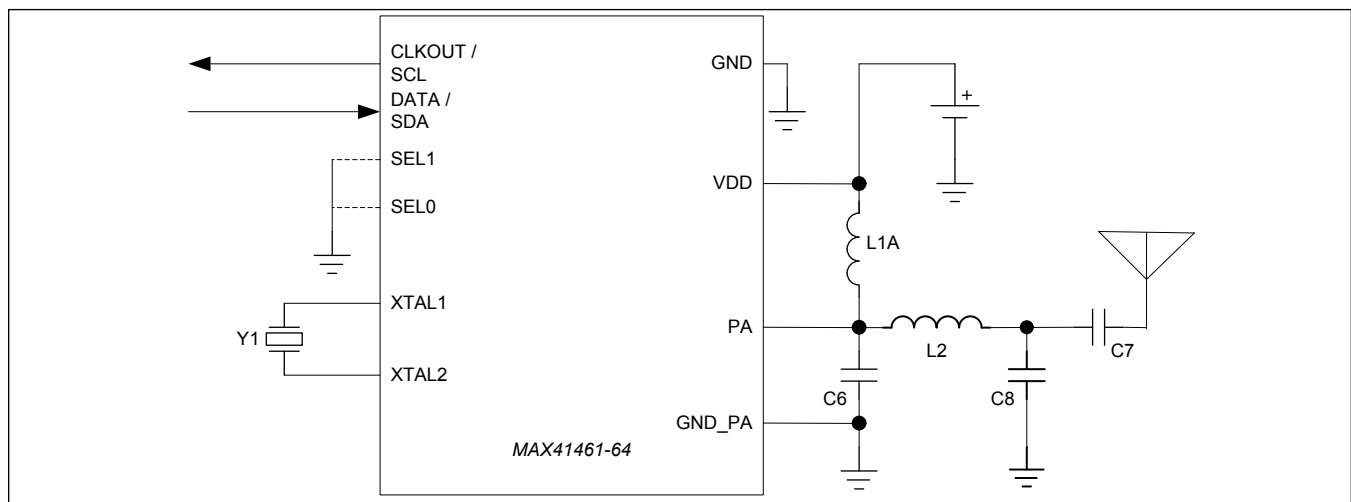 CLKOUT /
SCL
DATA /
SDA
SEL1
SEL0
XTAL1
Y1
XTAL2
MAX41461-64
GND
VDD
PA
GND_PA
+
L1A
L2
C7
C6
C8